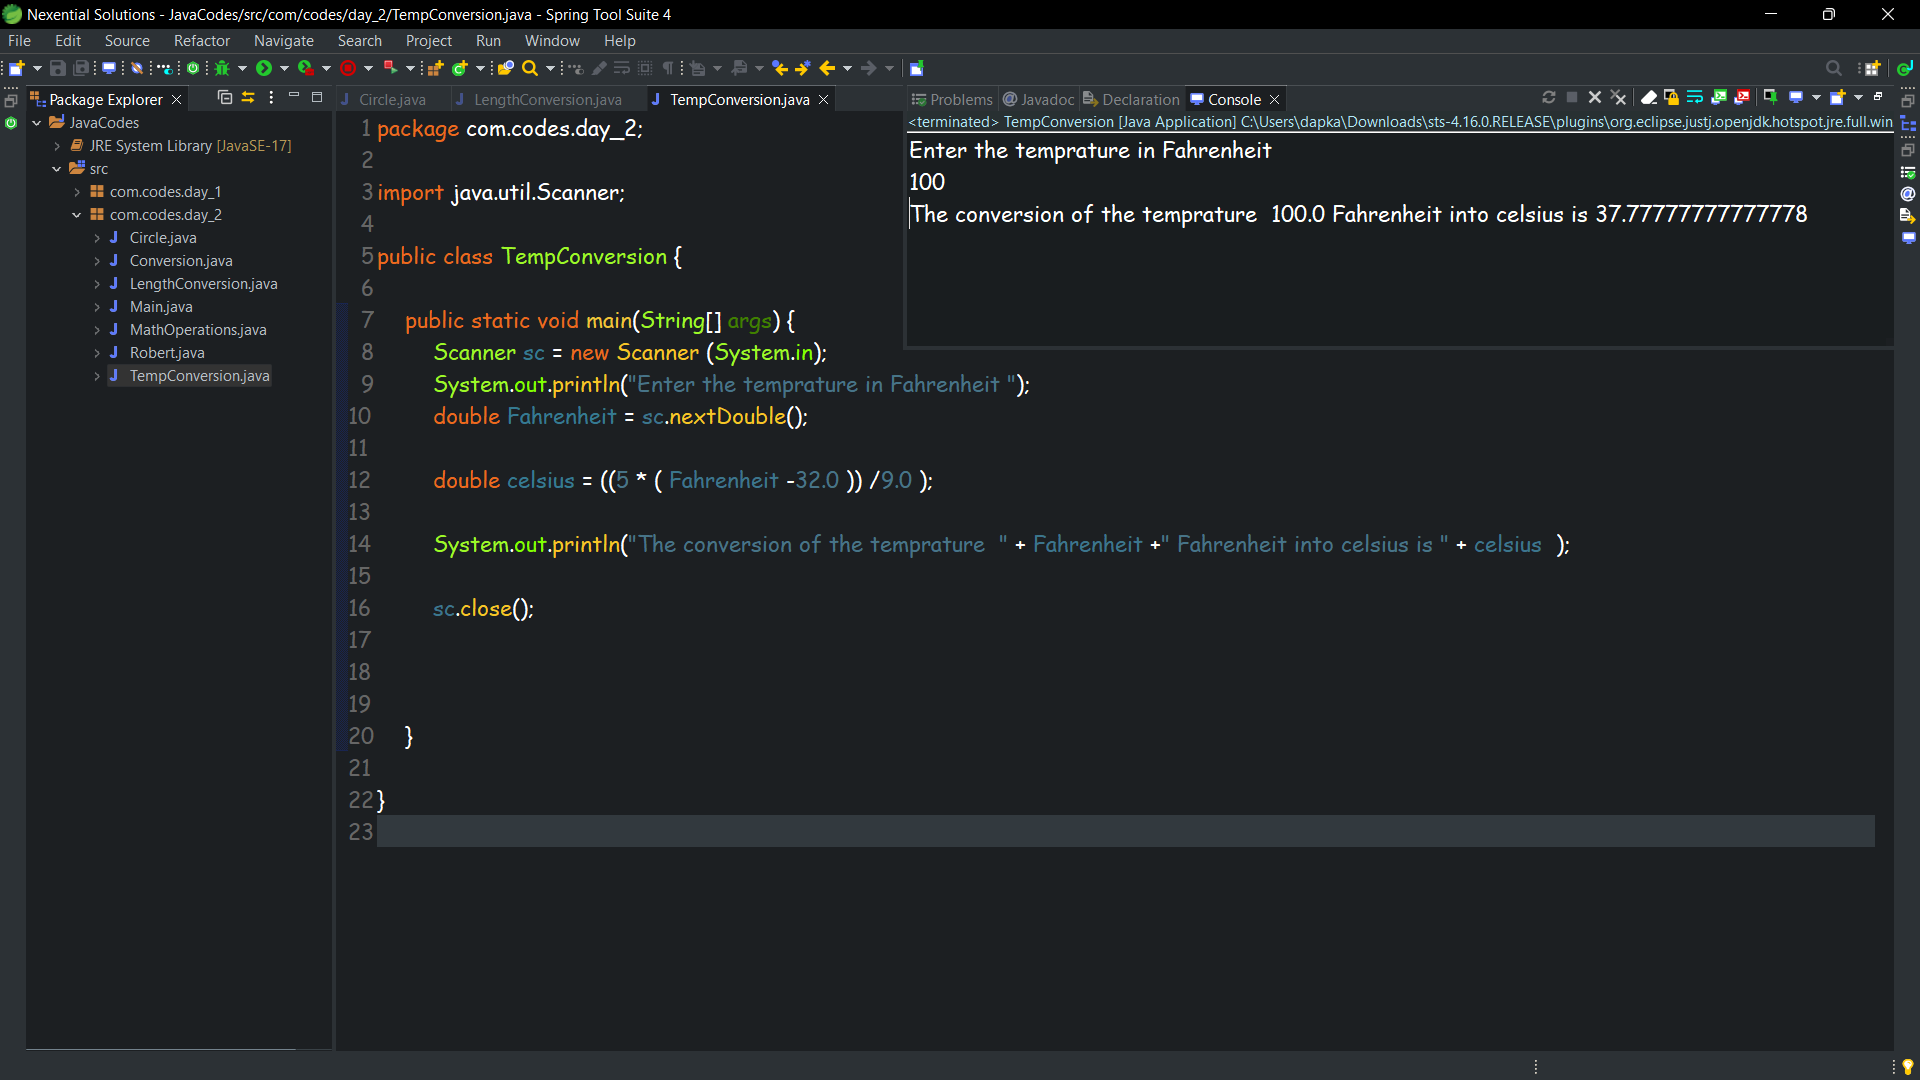 Nexential Solutions - JavaCodes/src/com/codes/day_2/TempConversion.java - Spring Tool Suite 4
File Edit Source Refactor Navigate Search Project Run Window Help
Package Explorer
JavaCodes
JRE System Library [JavaSE-17]
src
com.codes.day_1
com.codes.day_2
Circle.java
Conversion.java
LengthConversion.java
Main.java
MathOperations.java
Robert.java
TempConversion.java
Circle.java LengthConversion.java TempConversion.java
1 package com.codes.day_2;
2
3 import java.util.Scanner;
4
5 public class TempConversion {
6
7 public static void main(String[] args) {
8 Scanner sc = new Scanner (System.in);
9 System.out.println("Enter the temprature in Fahrenheit ");
10 double Fahrenheit = sc.nextDouble();
11
12 double celsius = ((5 * ( Fahrenheit -32.0 )) /9.0 );
13
14 System.out.println("The conversion of the temprature  " + Fahrenheit +" Fahrenheit into celsius is " + celsius  );
15
16 sc.close();
17
18
19
20 }
21
22 }
23
Problems Javadoc Declaration Console
<terminated> TempConversion [Java Application] C:\Users\dapka\Downloads\sts-4.16.0.RELEASE\plugins\org.eclipse.justj.openjdk.hotspot.jre.full.win
Enter the temprature in Fahrenheit
100
The conversion of the temprature  100.0 Fahrenheit into celsius is 37.77777777777778